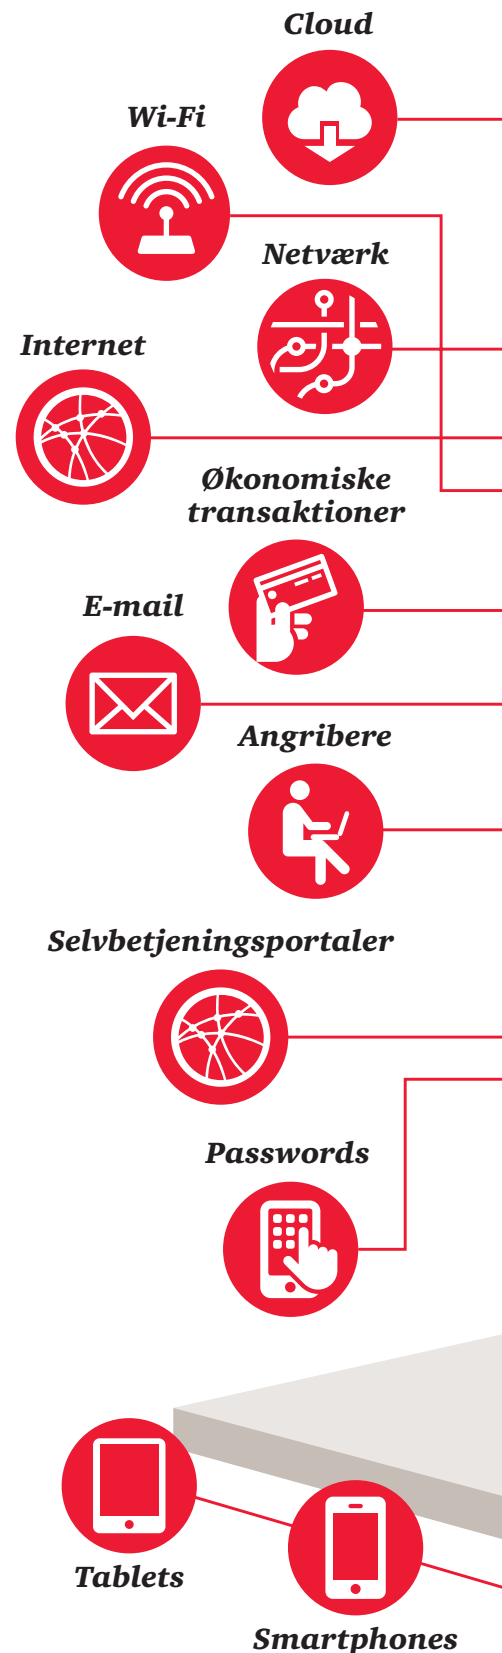 Cloud
Wi-Fi
Netværk
Internet
Økonomiske
transaktioner
E-mail
Angribere
Selvbetjeningsportaler
Passwords
Tablets
Smartphones